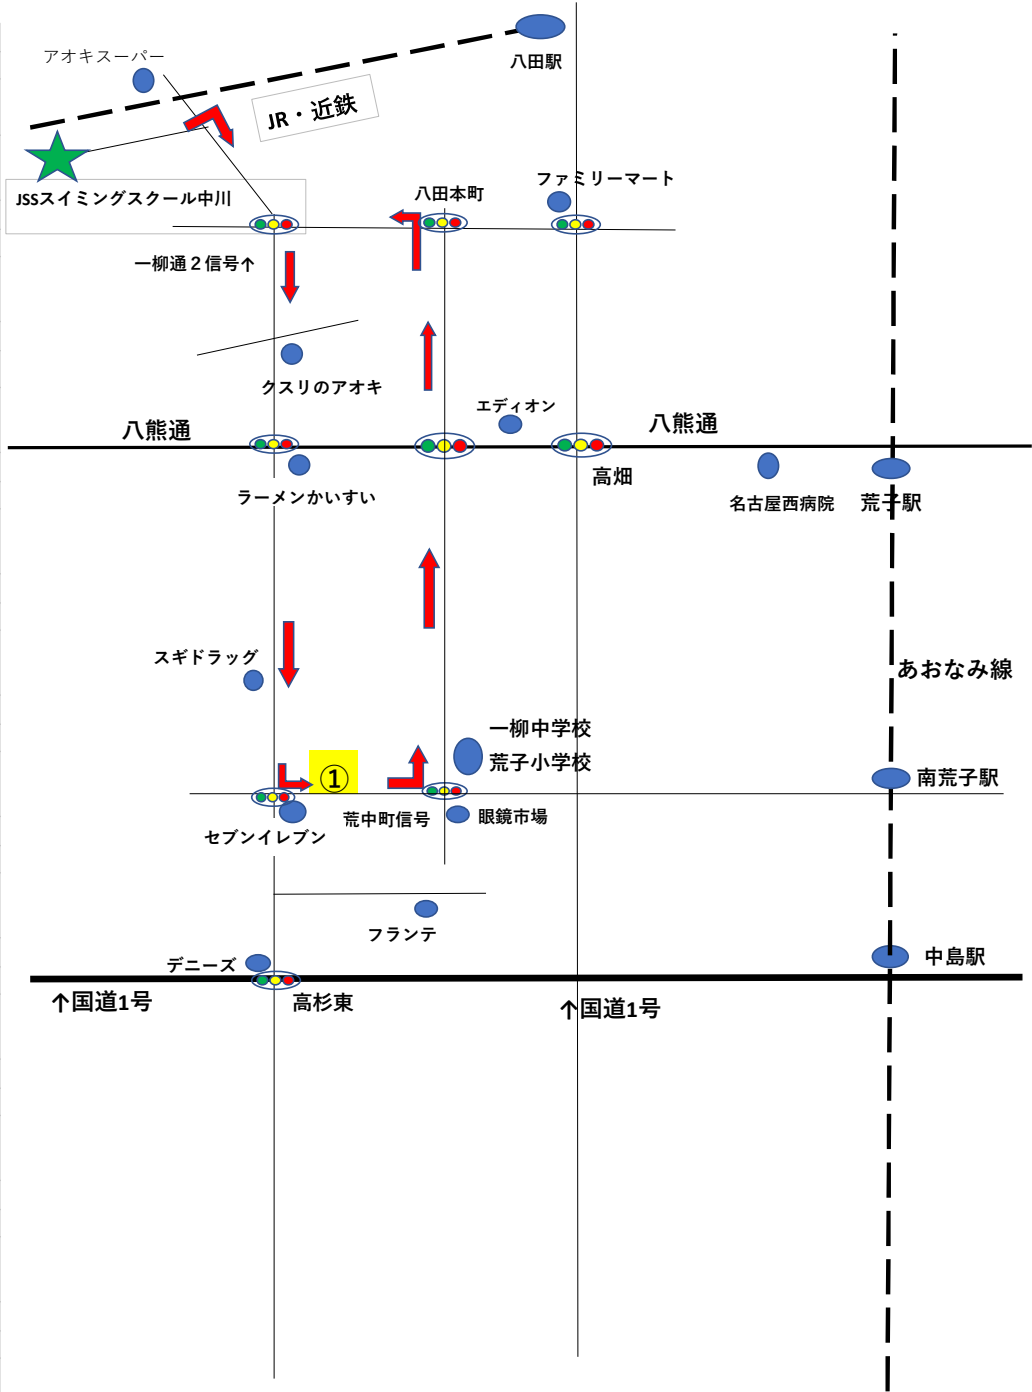 アオキスーパー
八田駅
JR・近鉄
JSSスイミングスクール中川
八田本町
ファミリーマート
一柳通２信号↑
クスリのアオキ
エディオン
八熊通
八熊通
高畑
ラーメンかいすい
名古屋西病院
荒子駅
スギドラッグ
あおなみ線
一柳中学校
荒子小学校
①
南荒子駅
セブンイレブン
荒中町信号
眼鏡市場
フランテ
デニーズ
中島駅
↑国道1号
高杉東
↑国道1号